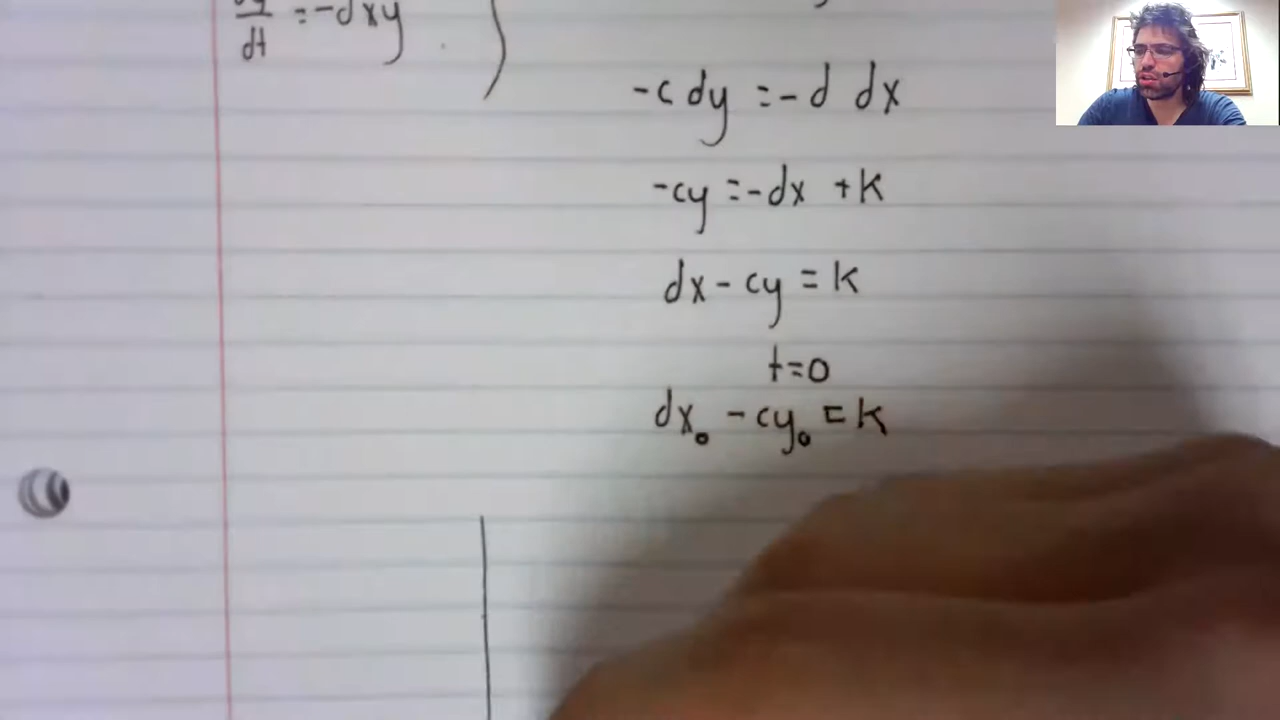 dt = -dxy
-c dy = -d dx
-cy = -dx + k
dx - cy = k
t=0
dx₀ - cy₀ = k